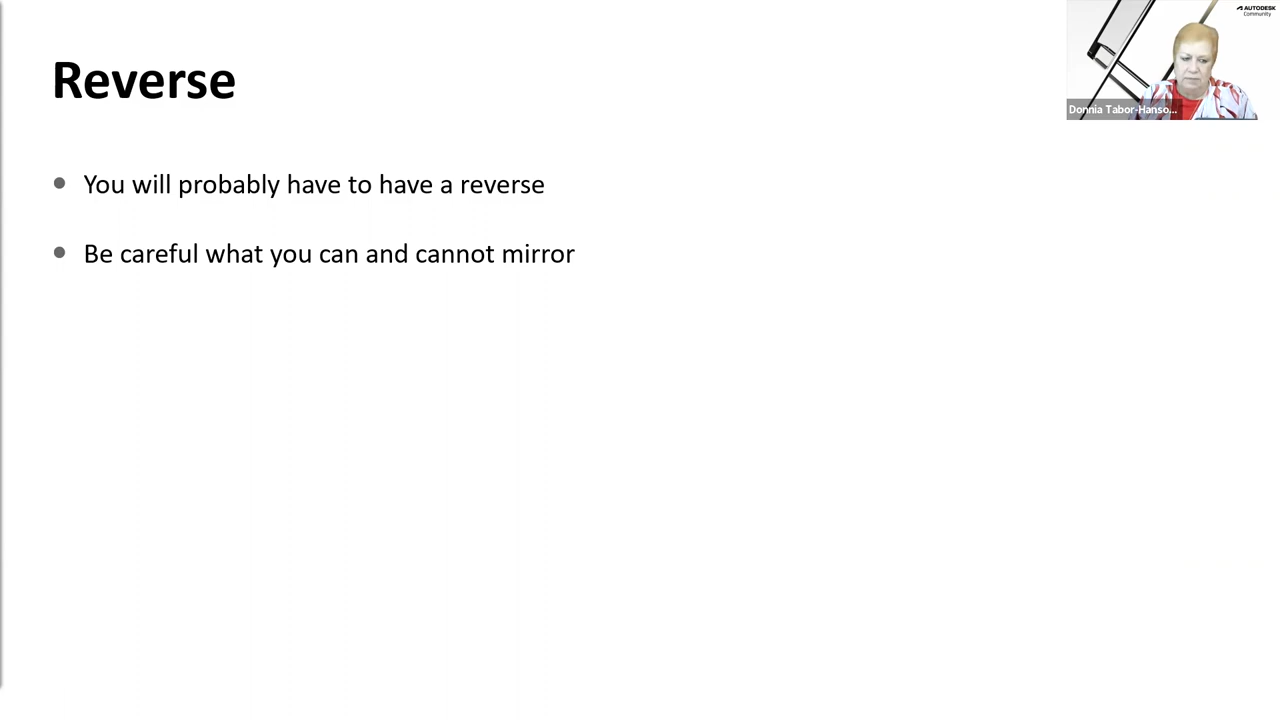 Reverse
You will probably have to have a reverse
Be careful what you can and cannot mirror
AUTODESK
Community
Donnia Tabor-Hanso...